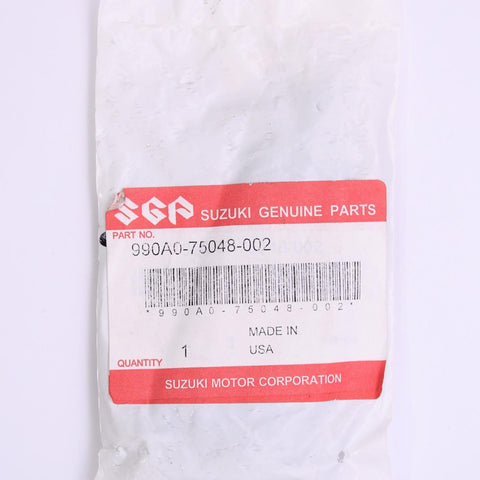 SGP SUZUKI GENUINE PARTS
PART NO.
990A0-75048-002
*990A0-75048-002*
MADE IN
QUANTITY 1 USA
SUZUKI MOTOR CORPORATION